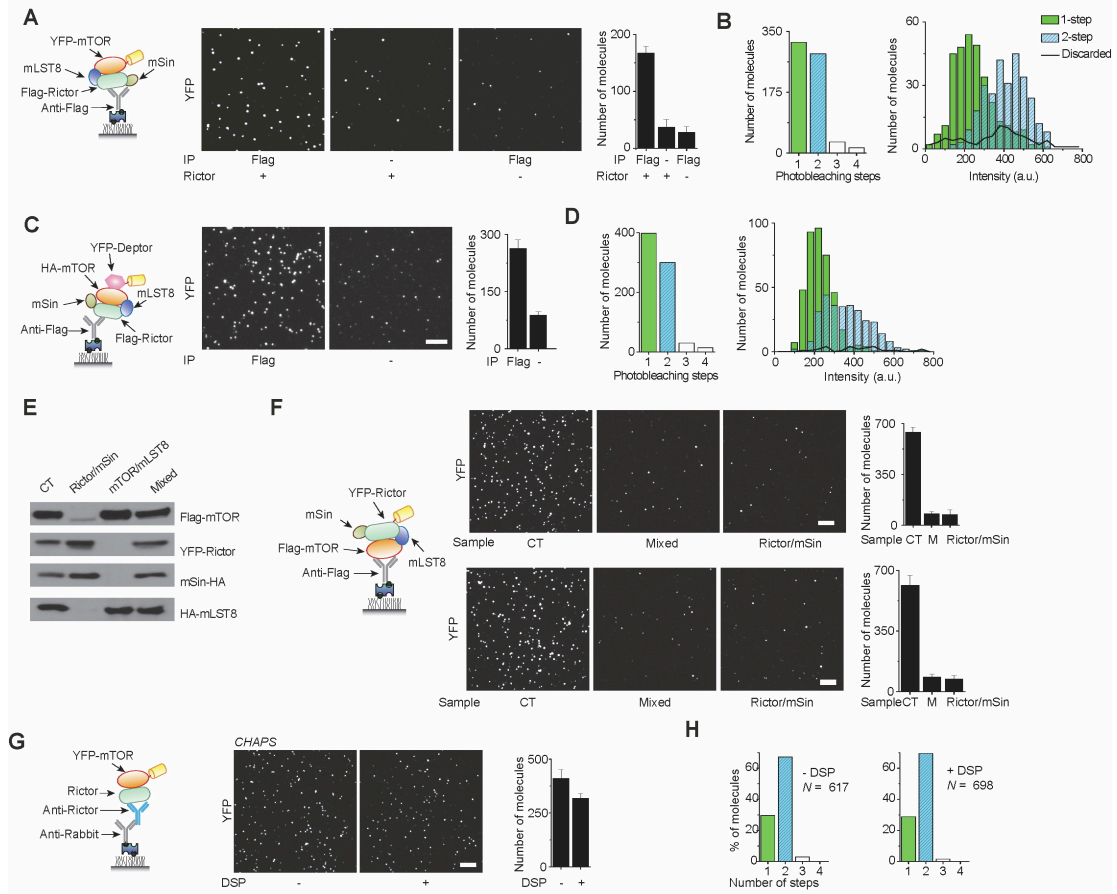 A
YFP-mTOR
mLST8
mSin
Flag-Rictor
Anti-Flag
YFP
IP Flag - Flag
Rictor + + -
Number of molecules
200
100
0
IP Flag - Flag
Rictor + + -
B
Number of molecules
350
175
0
1 2 3 4
Photobleaching steps
Number of molecules
60
30
0
0 200 400 600 800
Intensity (a.u.)
1-step
2-step
Discarded
C
YFP-Deptor
HA-mTOR
mSin
mLST8
Anti-Flag
Flag-Rictor
YFP
IP Flag -
Number of molecules
300
150
0
IP Flag -
D
Number of molecules
400
200
0
1 2 3 4
Photobleaching steps
Number of molecules
100
50
0
0 200 400 600 800
Intensity (a.u.)
E
CT Rictor/mSin mTOR/mLST8 Mixed
Flag-mTOR
YFP-Rictor
mSin-HA
HA-mLST8
F
YFP-Rictor
mSin
Flag-mTOR
mLST8
Anti-Flag
YFP
Sample CT Mixed Rictor/mSin
Number of molecules
700
350
0
Sample CT M Rictor/mSin
YFP
Sample CT Mixed Rictor/mSin
Number of molecules
700
350
0
Sample CT M Rictor/mSin
G
YFP-mTOR
Rictor
Anti-Rictor
Anti-Rabbit
CHAPS
YFP
DSP - +
Number of molecules
500
250
0
DSP - +
H
% of molecules
60
40
20
0
1 2 3 4
Number of steps
- DSP
N = 617
60
40
20
0
1 2 3 4
+ DSP
N = 698